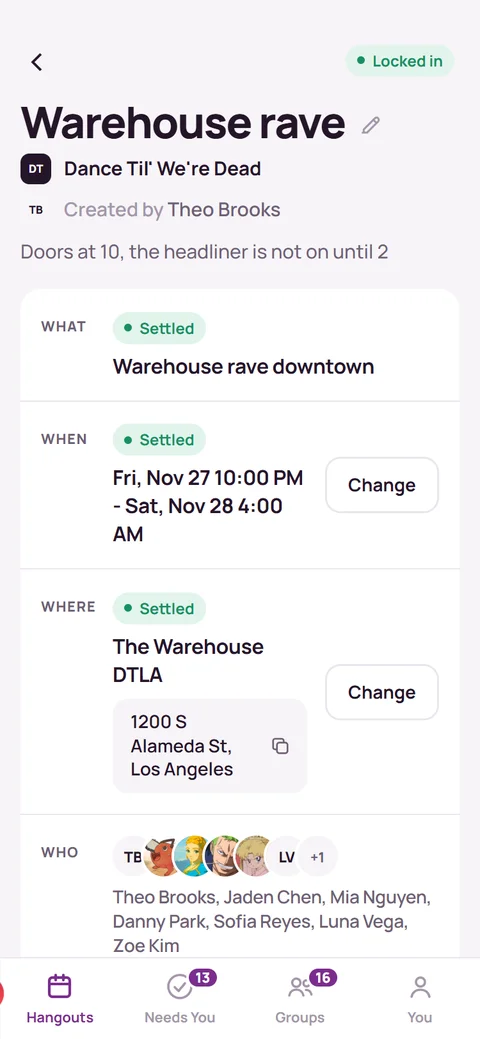 Locked in
Warehouse rave
DT Dance Til' We're Dead
TB Created by Theo Brooks
Doors at 10, the headliner is not on until 2
WHAT
Settled
Warehouse rave downtown
WHEN
Settled
Fri, Nov 27 10:00 PM
- Sat, Nov 28 4:00
AM
Change
WHERE
Settled
The Warehouse
DTLA
1200 S
Alameda St,
Los Angeles
Change
WHO
TB LV +1
Theo Brooks, Jaden Chen, Mia Nguyen,
Danny Park, Sofia Reyes, Luna Vega,
Zoe Kim
13 16
Hangouts Needs You Groups You